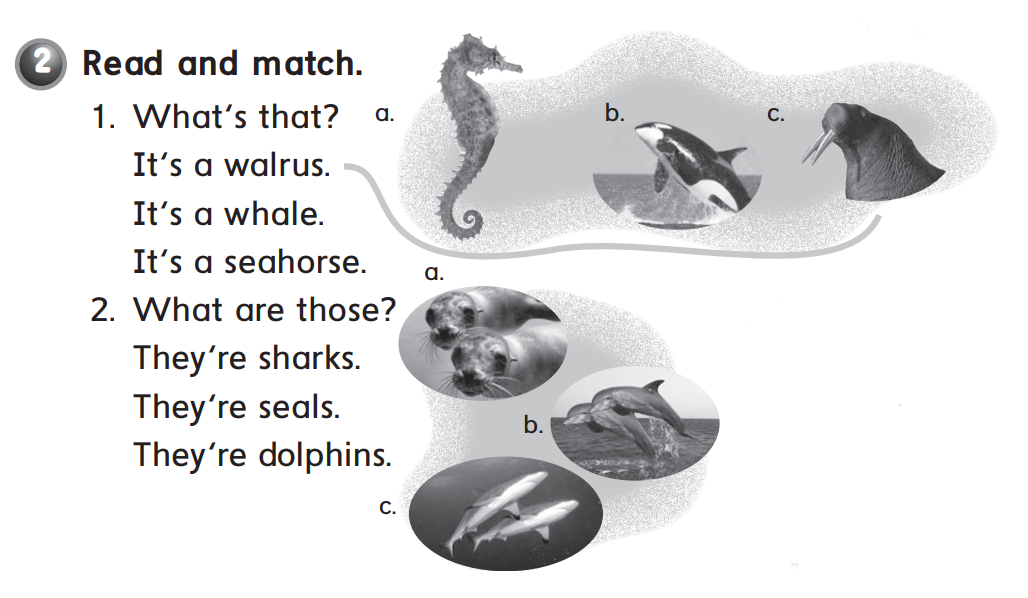 2 Read and match.
1. What's that?
It's a walrus.
It's a whale.
It's a seahorse.
a.
b.
c.
2. What are those?
They're sharks.
They're seals.
They're dolphins.
a.
b.
c.